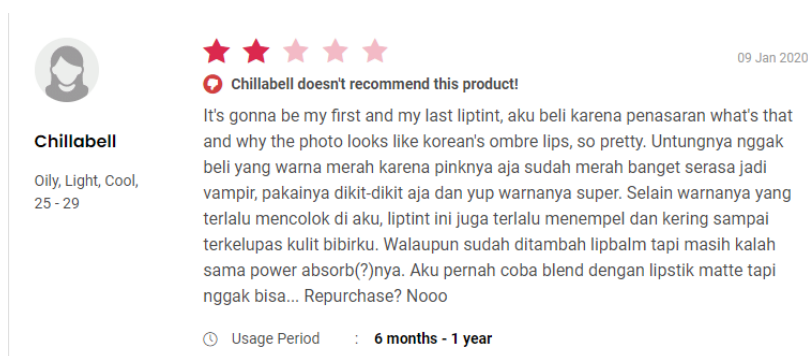 09 Jan 2020
Chillabell doesn't recommend this product!
Chillabell
Oily, Light, Cool,
25 - 29
It's gonna be my first and my last liptint, aku beli karena penasaran what's that
and why the photo looks like korean's ombre lips, so pretty. Untungnya nggak
beli yang warna merah karena pinknya aja sudah merah banget serasa jadi
vampir, pakainya dikit-dikit aja dan yup warnanya super. Selain warnanya yang
terlalu mencolok di aku, liptint ini juga terlalu menempel dan kering sampai
terkelupas kulit bibirku. Walaupun sudah ditambah lipbalm tapi masih kalah
sama power absorb(?)nya. Aku pernah coba blend dengan lipstik matte tapi
nggak bisa... Repurchase? Nooo
Usage Period : 6 months - 1 year